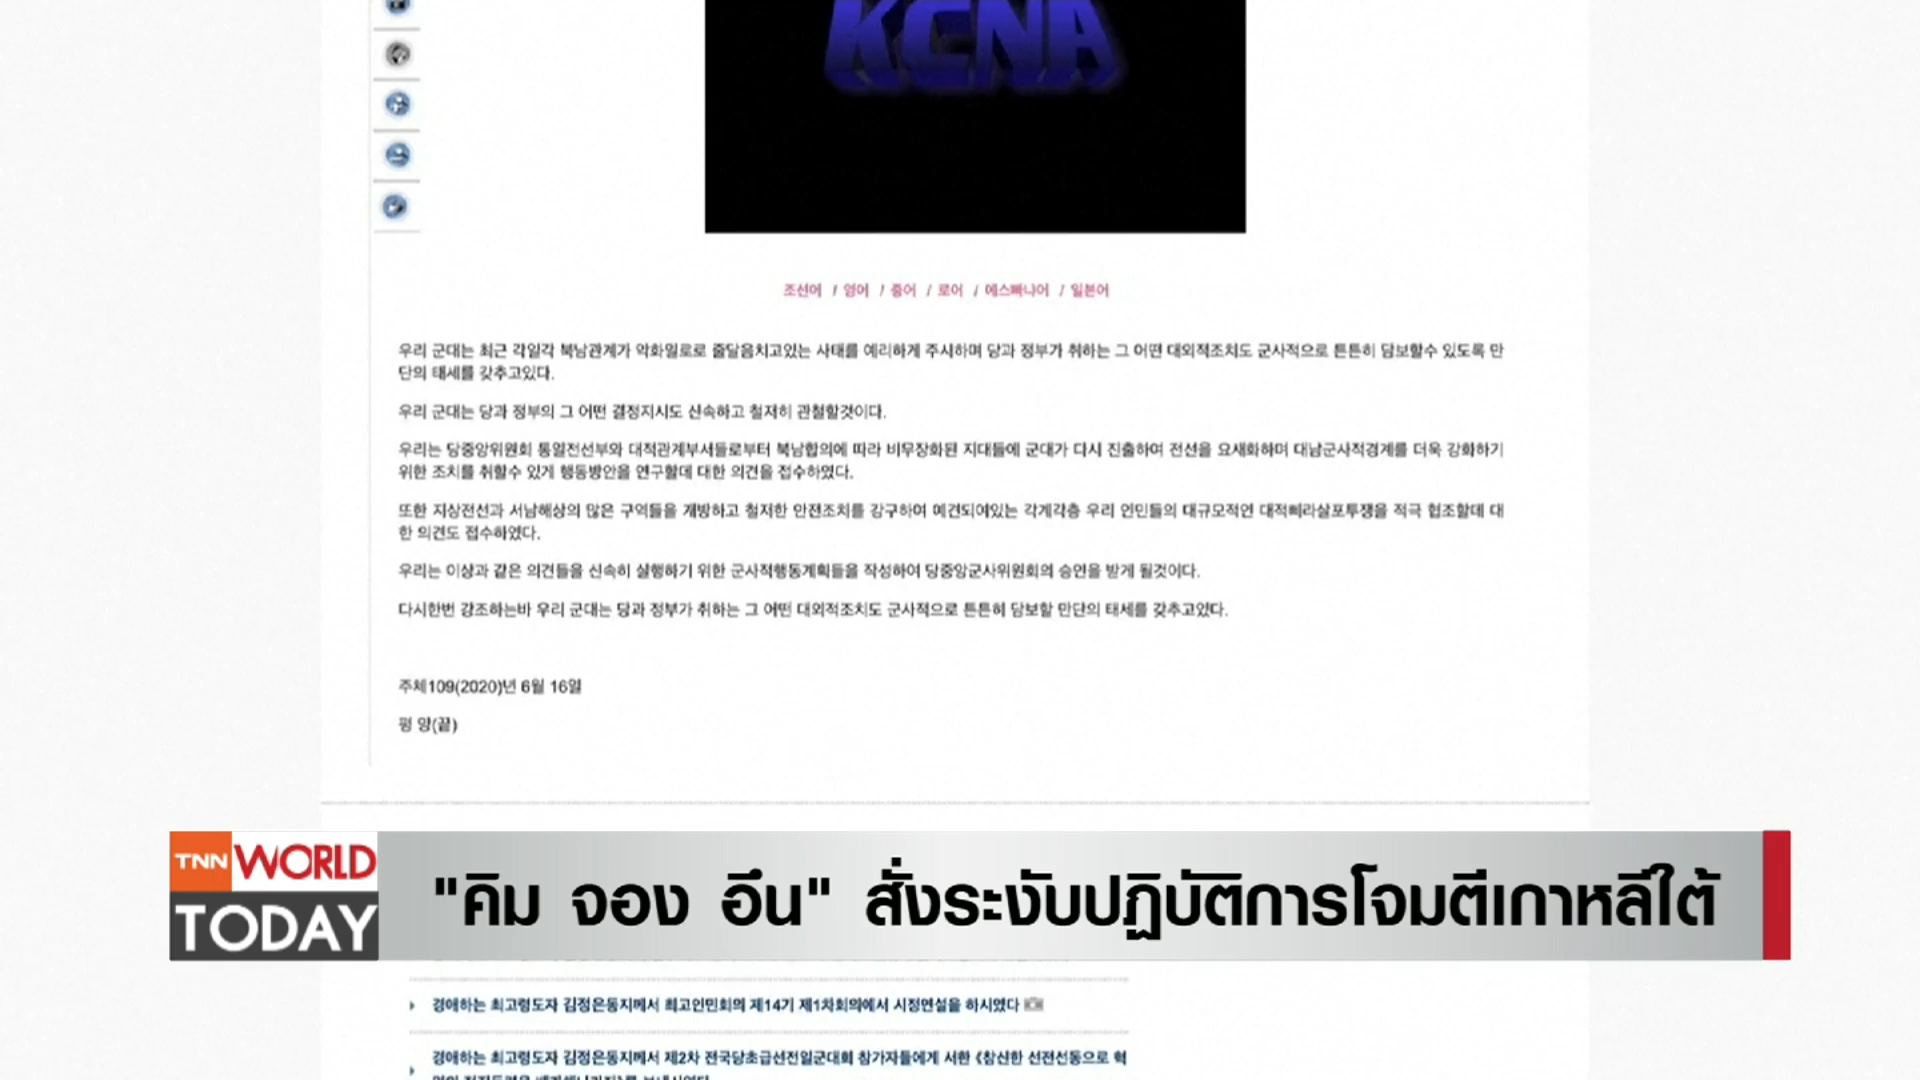 KCNA
조선어 / 영어 / 중어 / 로어 / 에스빠냐어 / 일본어
우리 군대는 최근 각일각 북남관계가 악화일로로 줄달음치고있는 사태를 예리하게 주시하며 당과 정부가 취하는 그 어떤 대외적조치도 군사적으로 튼튼히 담보할수 있도록 만
단의 태세를 갖추고있다.
우리 군대는 당과 정부의 그 어떤 결정지시도 신속하고 철저히 관철할것이다.
우리는 당중앙위원회 통일전선부와 대적관계부서들로부터 북남합의에 따라 비무장화된 지대들에 군대가 다시 진출하여 전선을 요새화하며 대남군사적경계를 더욱 강화하기
위한 조치를 취할수 있게 행동방안을 연구할데 대한 의견을 접수하였다.
또한 지상전선과 서남해상의 많은 구역들을 개방하고 철저한 안전조치를 강구하여 예견되여있는 각계각층 우리 인민들의 대규모적인 대적삐라살포투쟁을 적극 협조할데 대
한 의견도 접수하였다.
우리는 이상과 같은 의견들을 신속히 실행하기 위한 군사적행동계획들을 작성하여 당중앙군사위원회의 승인을 받게 될것이다.
다시한번 강조하는바 우리 군대는 당과 정부가 취하는 그 어떤 대외적조치도 군사적으로 튼튼히 담보할 만단의 태세를 갖추고있다.
주체109(2020)년 6월 16일
평 양(끝)
TNN WORLD
TODAY
"คิม จอง อึน" สั่งระงับปฏิบัติการโจมตีเกาหลีใต้
경애하는 최고령도자 김정은동지께서 최고인민회의 제14기 제1차회의에서 시정연설을 하시였다
경애하는 최고령도자 김정은동지께서 제2차 전국당초급선전일군대회 참가자들에게 서한 《참신한 선전선동으로 혁